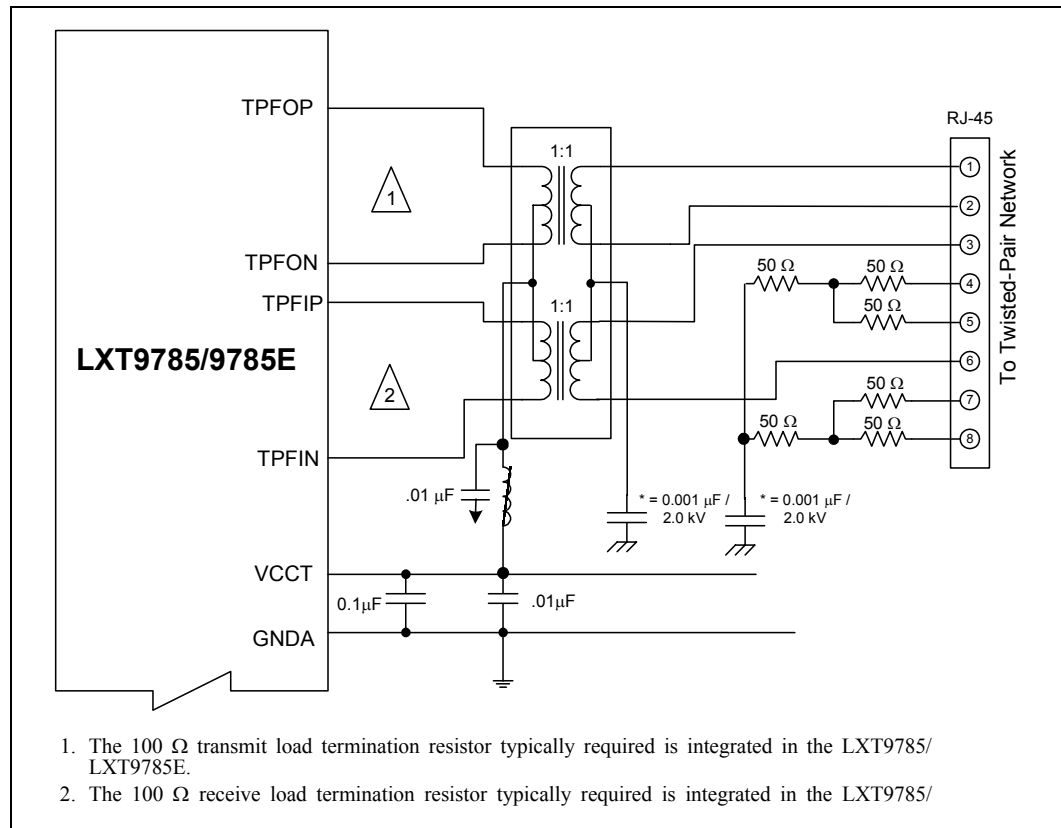 TPFOP
RJ-45
1:1
1
1
2
TPFON
3
TPFIP
50 Ω
50 Ω
4
1:1
5
50 Ω
LXT9785/9785E
2
6
50 Ω
7
50 Ω
50 Ω
8
To Twisted-Pair Network
TPFIN
.01 µF
* = 0.001 µF /
2.0 kV
* = 0.001 µF /
2.0 kV
VCCT
0.1µF
.01µF
GNDA
1. The 100 Ω transmit load termination resistor typically required is integrated in the LXT9785/
LXT9785E.
2. The 100 Ω receive load termination resistor typically required is integrated in the LXT9785/